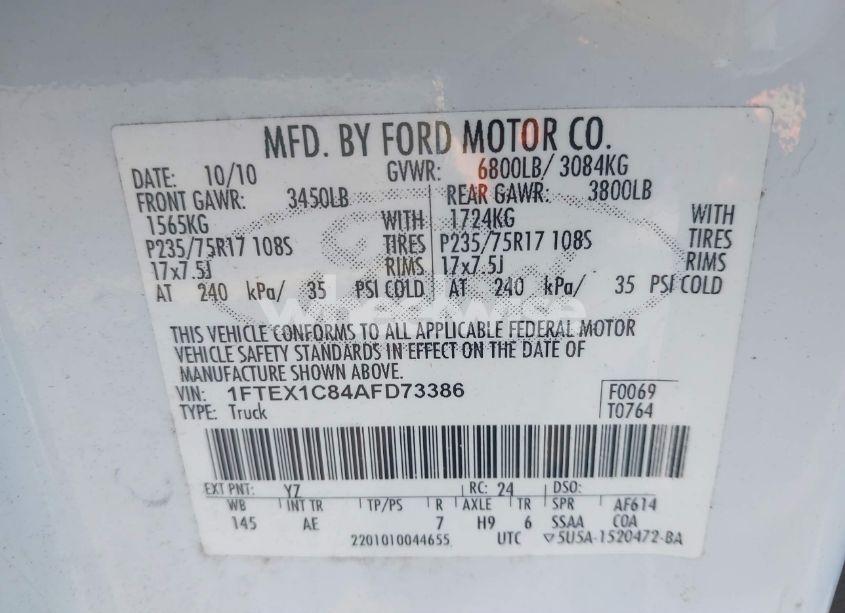 MFD. BY FORD MOTOR CO.
DATE: 10/10 GVWR: 6800LB/ 3084KG
FRONT GAWR: 3450LB REAR GAWR: 3800LB
1565KG WITH 1724KG WITH
P235/75R17 108S TIRES P235/75R17 108S TIRES
17x7.5J RIMS 17x7.5J RIMS
AT 240 kPa/ 35 PSI COLD AT 240 kPa/ 35 PSI COLD
wheelwise
THIS VEHICLE CONFORMS TO ALL APPLICABLE FEDERAL MOTOR
VEHICLE SAFETY STANDARDS IN EFFECT ON THE DATE OF
MANUFACTURE SHOWN ABOVE.
VIN: 1FTEX1C84AFD73386 F0069
TYPE: Truck T0764
EXT PNT: YZ RC: 24 DSO:
WB INT TR TP/PS R AXLE TR SPR AF614
145 AE 7 H9 6 SSAA COA
2201010044655 UTC ▽5U5A-1520472-BA